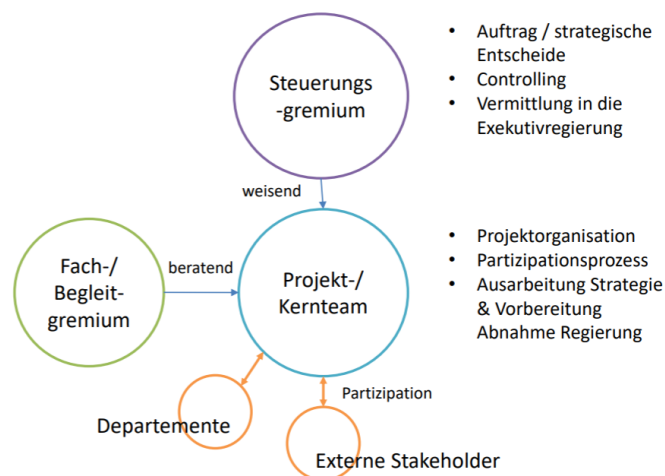 Steuerungs
-gremium
• Auftrag / strategische
Entscheide
• Controlling
• Vermittlung in die
Exekutivregierung
weisend
Fach-/
Begleit-
gremium
beratend
Projekt-/
Kernteam
• Projektorganisation
• Partizipationsprozess
• Ausarbeitung Strategie
& Vorbereitung
Abnahme Regierung
Partizipation
Departemente
Externe Stakeholder